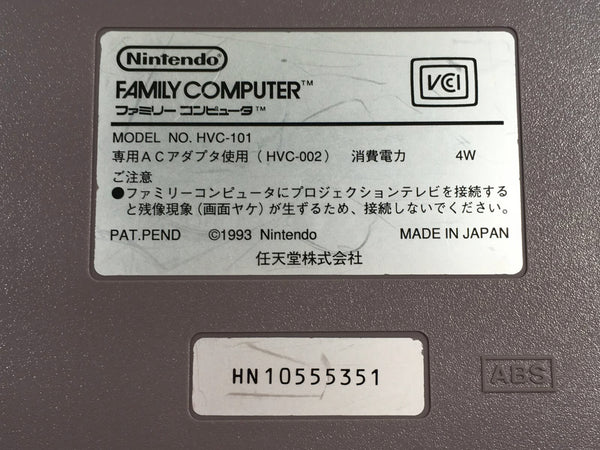 Nintendo
FAMILY COMPUTER™
ファミリー コンピュータ™
VCI
MODEL NO. HVC-101
専用ACアダプタ使用(HVC-002) 消費電力 4W
ご注意
●ファミリーコンピュータにプロジェクションテレビを接続する
と残像現象(画面ヤケ)が生ずるため、接続しないでください。
PAT.PEND ©1993 Nintendo MADE IN JAPAN
任天堂株式会社
HN10555351
ABS